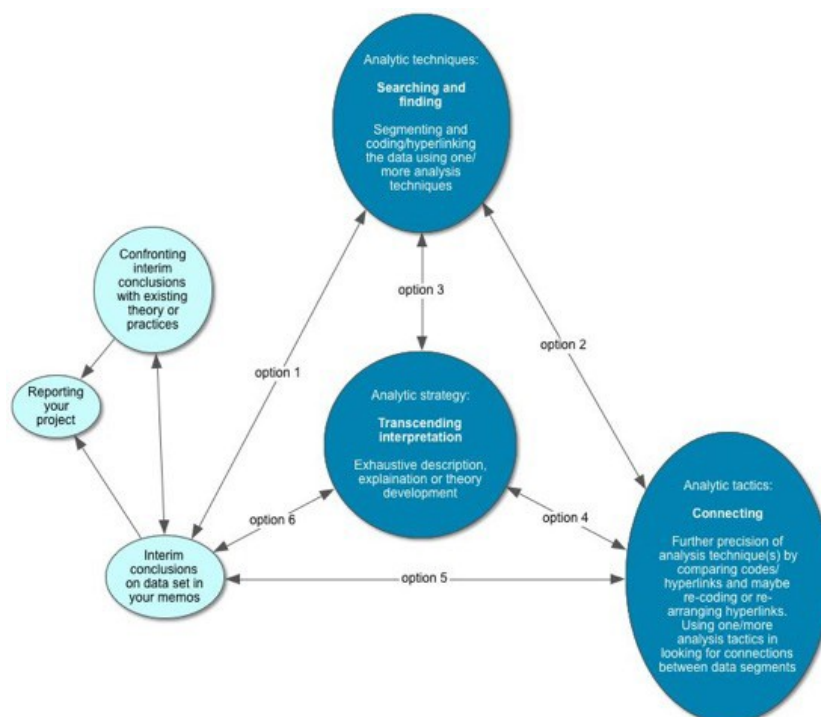 Analytic techniques:
Searching and
finding
Segmenting and
coding/hyperlinking
the data using one/
more analysis
techniques
Confronting
interim
conclusions
with existing
theory or
practices
option 3
option 2
option 1
Reporting
your
project
Analytic strategy:
Transcending
interpretation
Exhaustive description,
explaination or theory
development
option 6
option 4
Interim
conclusions
on data set in
your memos
option 5
Analytic tactics:
Connecting
Further precision of
analysis technique(s) by
comparing codes/
hyperlinks and maybe
re-coding or re-
arranging hyperlinks.
Using one/more
analysis tactics in
looking for connections
between data segments